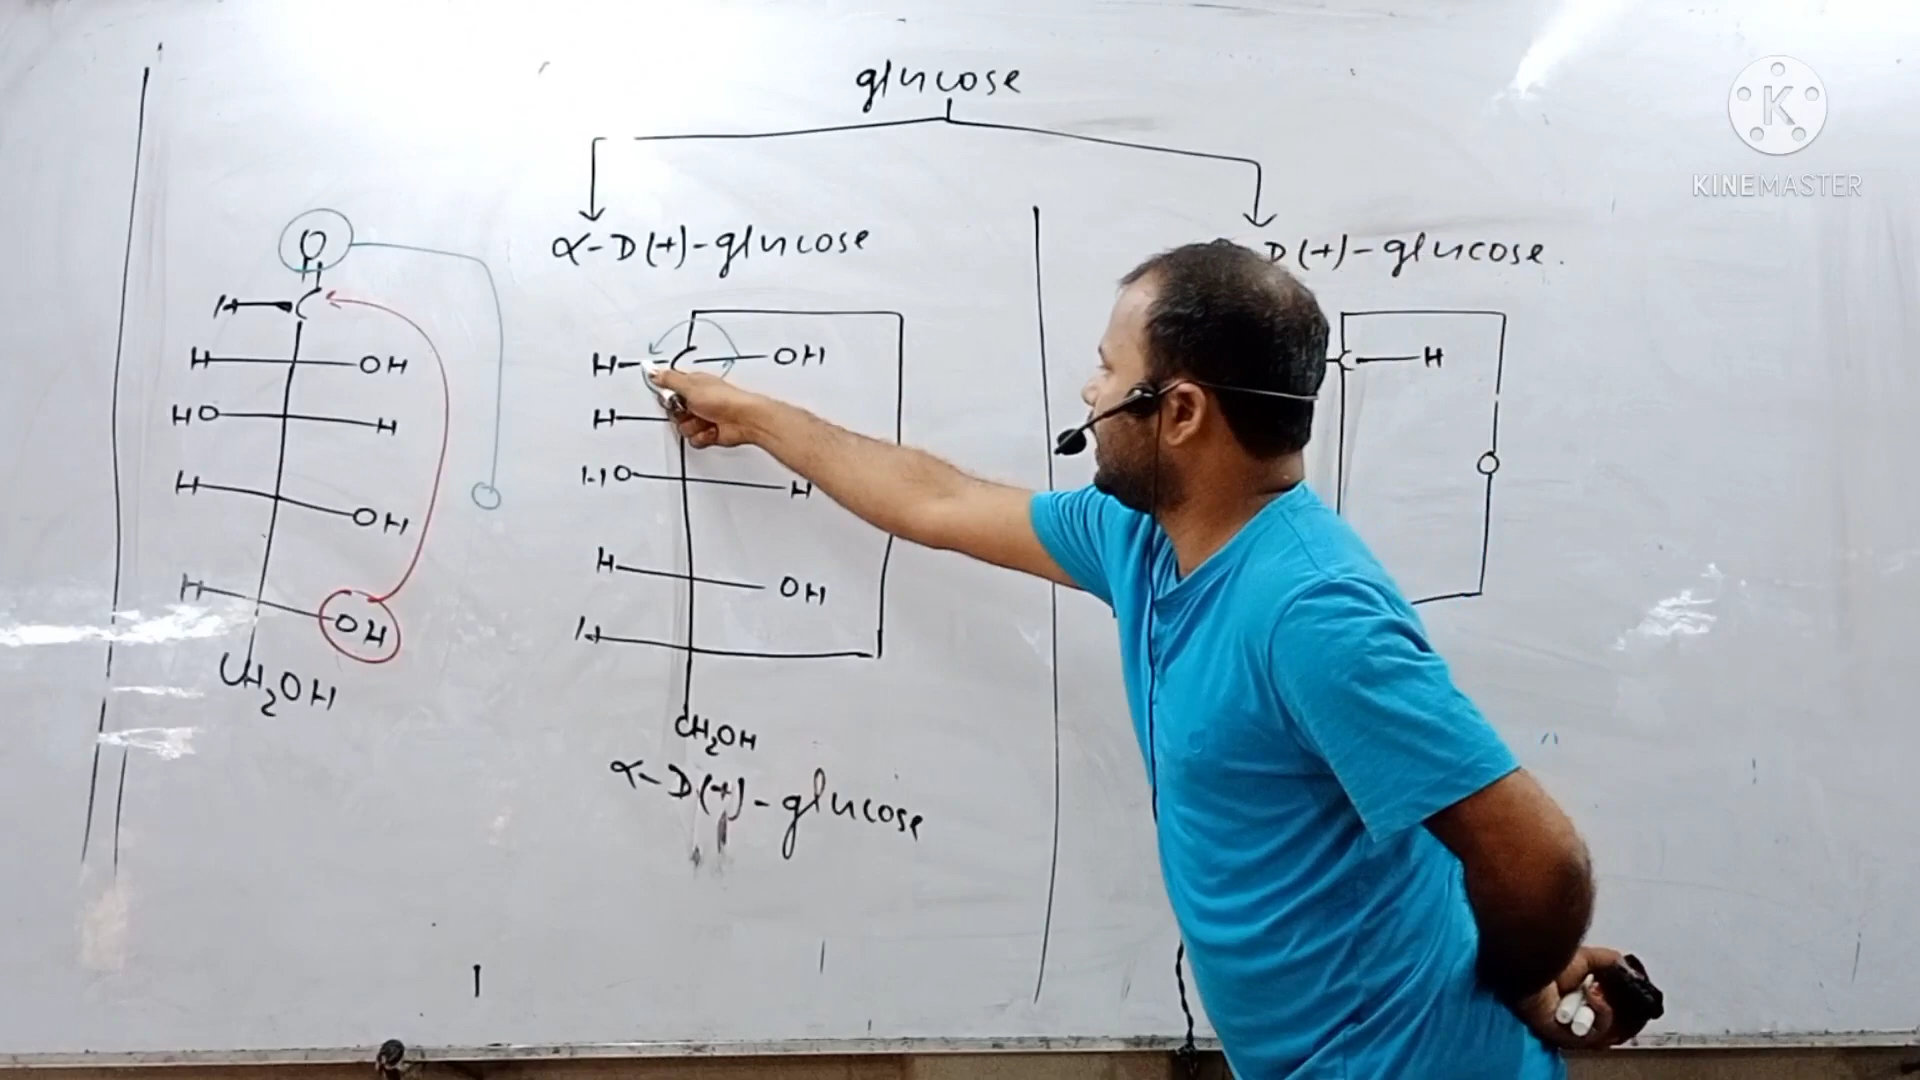 glucose
α-D(+)-glucose
D(+)-glucose.
O
H C
H OH
HO H
H OH
H OH
CH2OH
H-C-OH
H
HO H
H OH
H
CH2OH
α-D(+)-glucose
C-H
O
K
KINEMASTER